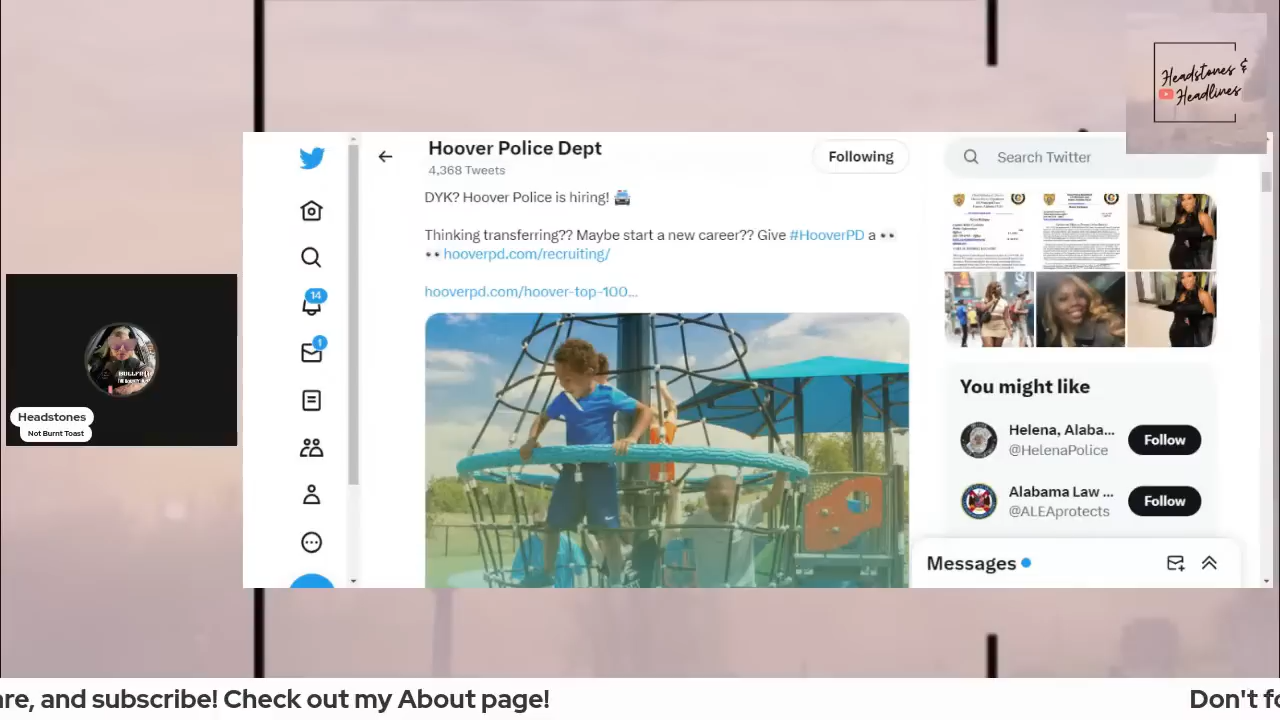 Headstones &
Headlines
Hoover Police Dept
4,368 Tweets
Following
Search Twitter
DYK? Hoover Police is hiring! 🚔
Thinking transferring?? Maybe start a new career?? Give #HooverPD a 👀
👀 hooverpd.com/recruiting/
hooverpd.com/hoover-top-100…
14
1
You might like
Helena, Alaba...
@HelenaPolice
Follow
Alabama Law ...
@ALEAprotects
Follow
Messages
Headstones
Not Burnt Toast
are, and subscribe! Check out my About page!
Don't fo